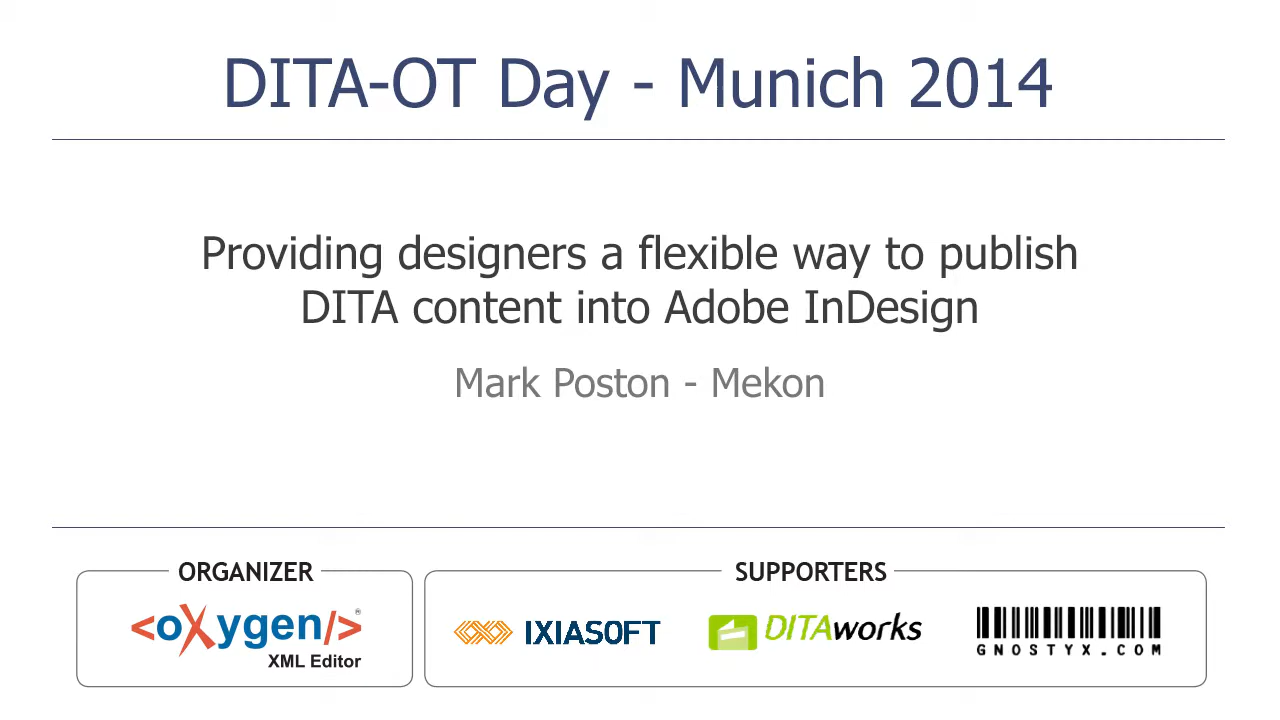 DITA-OT Day - Munich 2014
Providing designers a flexible way to publish
DITA content into Adobe InDesign
Mark Poston - Mekon
ORGANIZER
<oXygen/>®
XML Editor
SUPPORTERS
IXIASOFT
DITAworks
GNOSTYX.COM